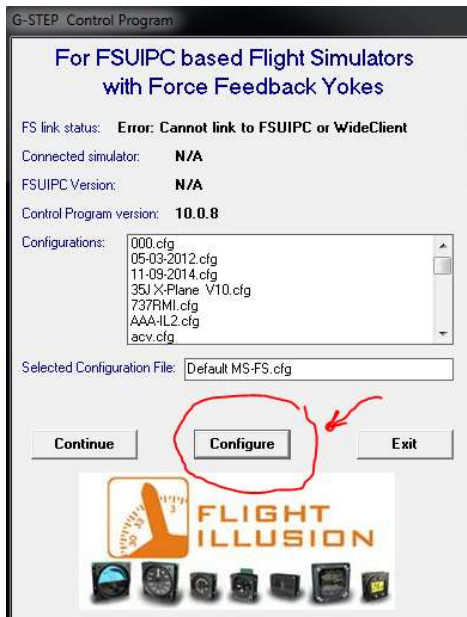 G-STEP Control Program
For FSUIPC based Flight Simulators
with Force Feedback Yokes
FS link status: Error: Cannot link to FSUIPC or WideClient
Connected simulator: N/A
FSUIPC Version: N/A
Control Program version: 10.0.8
Configurations:
000.cfg
05-03-2012.cfg
11-09-2014.cfg
35J X-Plane V10.cfg
737RMI.cfg
AAA-IL2.cfg
acv.cfg
Selected Configuration File: Default MS-FS.cfg
Continue Configure Exit
FLIGHT
ILLUSION